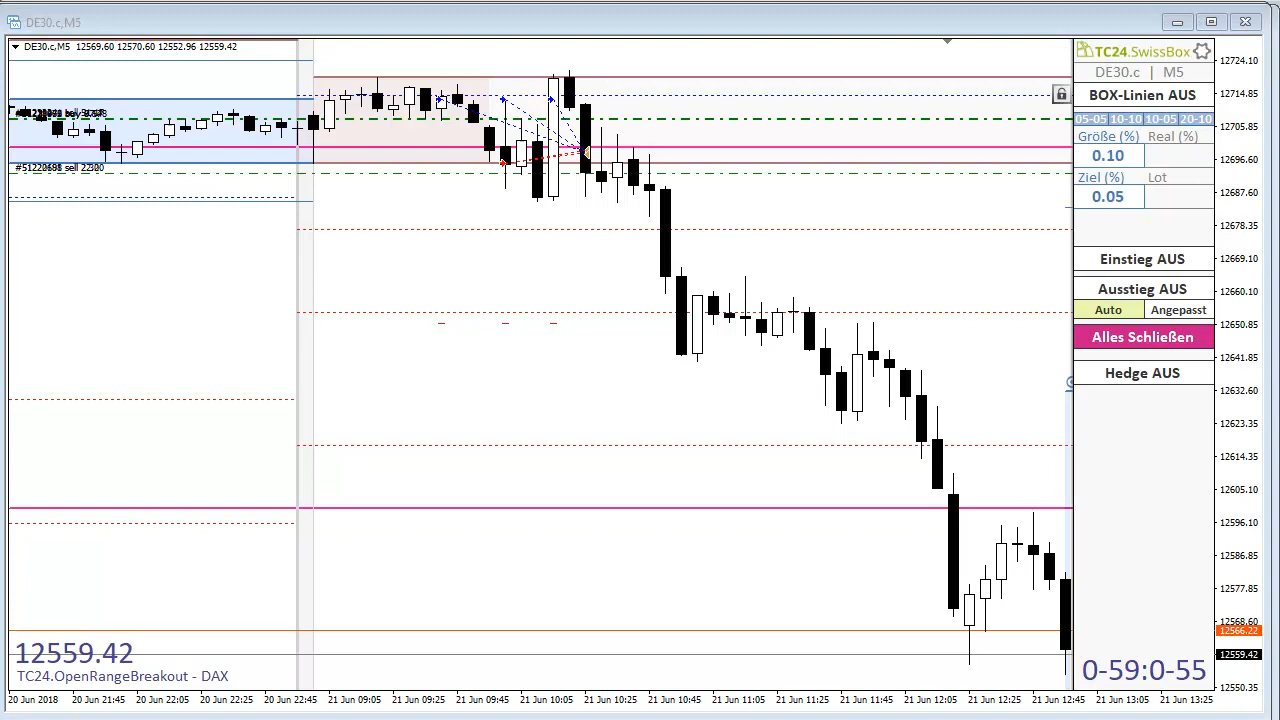 DE30.c,M5
DE30.c,M5 12569.60 12570.60 12552.96 12559.42
TC24.SwissBox
DE30.c | M5
BOX-Linien AUS
05-05 10-10 10-05 20-10
Größe (%) Real (%)
0.10
Ziel (%) Lot
0.05
Einstieg AUS
Ausstieg AUS
Auto Angepasst
Alles Schließen
Hedge AUS
0-59:0-55
12724.10
12714.85
12705.85
12696.60
12687.60
12678.35
12669.10
12660.10
12650.85
12641.85
12632.60
12623.35
12614.35
12605.10
12596.10
12586.85
12577.85
12568.60
12566.22
12559.42
12550.35
12559.42
TC24.OpenRangeBreakout - DAX
20 Jun 2018 20 Jun 21:45 20 Jun 22:05 20 Jun 22:25 20 Jun 22:45 21 Jun 09:05 21 Jun 09:25 21 Jun 09:45 21 Jun 10:05 21 Jun 10:25 21 Jun 10:45 21 Jun 11:05 21 Jun 11:25 21 Jun 11:45 21 Jun 12:05 21 Jun 12:25 21 Jun 12:45 21 Jun 13:05 21 Jun 13:25